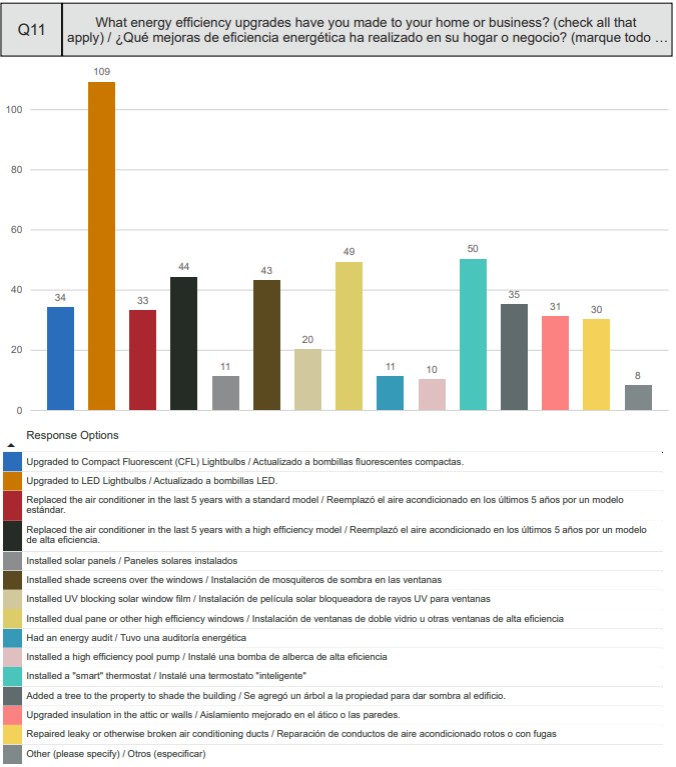 Q11
What energy efficiency upgrades have you made to your home or business? (check all that
apply) / ¿Qué mejoras de eficiencia energética ha realizado en su hogar o negocio? (marque todo …
109
100
80
60
50
49
44
43
40
35
34
33
31
30
20
20
11
11
10
8
0
Response Options
Upgraded to Compact Fluorescent (CFL) Lightbulbs / Actualizado a bombillas fluorescentes compactas.
Upgraded to LED Lightbulbs / Actualizado a bombillas LED.
Replaced the air conditioner in the last 5 years with a standard model / Reemplazó el aire acondicionado en los últimos 5 años por un modelo
estándar.
Replaced the air conditioner in the last 5 years with a high efficiency model / Reemplazó el aire acondicionado en los últimos 5 años por un modelo
de alta eficiencia.
Installed solar panels / Paneles solares instalados
Installed shade screens over the windows / Instalación de mosquiteros de sombra en las ventanas
Installed UV blocking solar window film / Instalación de película solar bloqueadora de rayos UV para ventanas
Installed dual pane or other high efficiency windows / Instalación de ventanas de doble vidrio u otras ventanas de alta eficiencia
Had an energy audit / Tuvo una auditoría energética
Installed a high efficiency pool pump / Instalé una bomba de alberca de alta eficiencia
Installed a "smart" thermostat / Instalé una termostato "inteligente"
Added a tree to the property to shade the building / Se agregó un árbol a la propiedad para dar sombra al edificio.
Upgraded insulation in the attic or walls / Aislamiento mejorado en el ático o las paredes.
Repaired leaky or otherwise broken air conditioning ducts / Reparación de conductos de aire acondicionado rotos o con fugas
Other (please specify) / Otros (especificar)